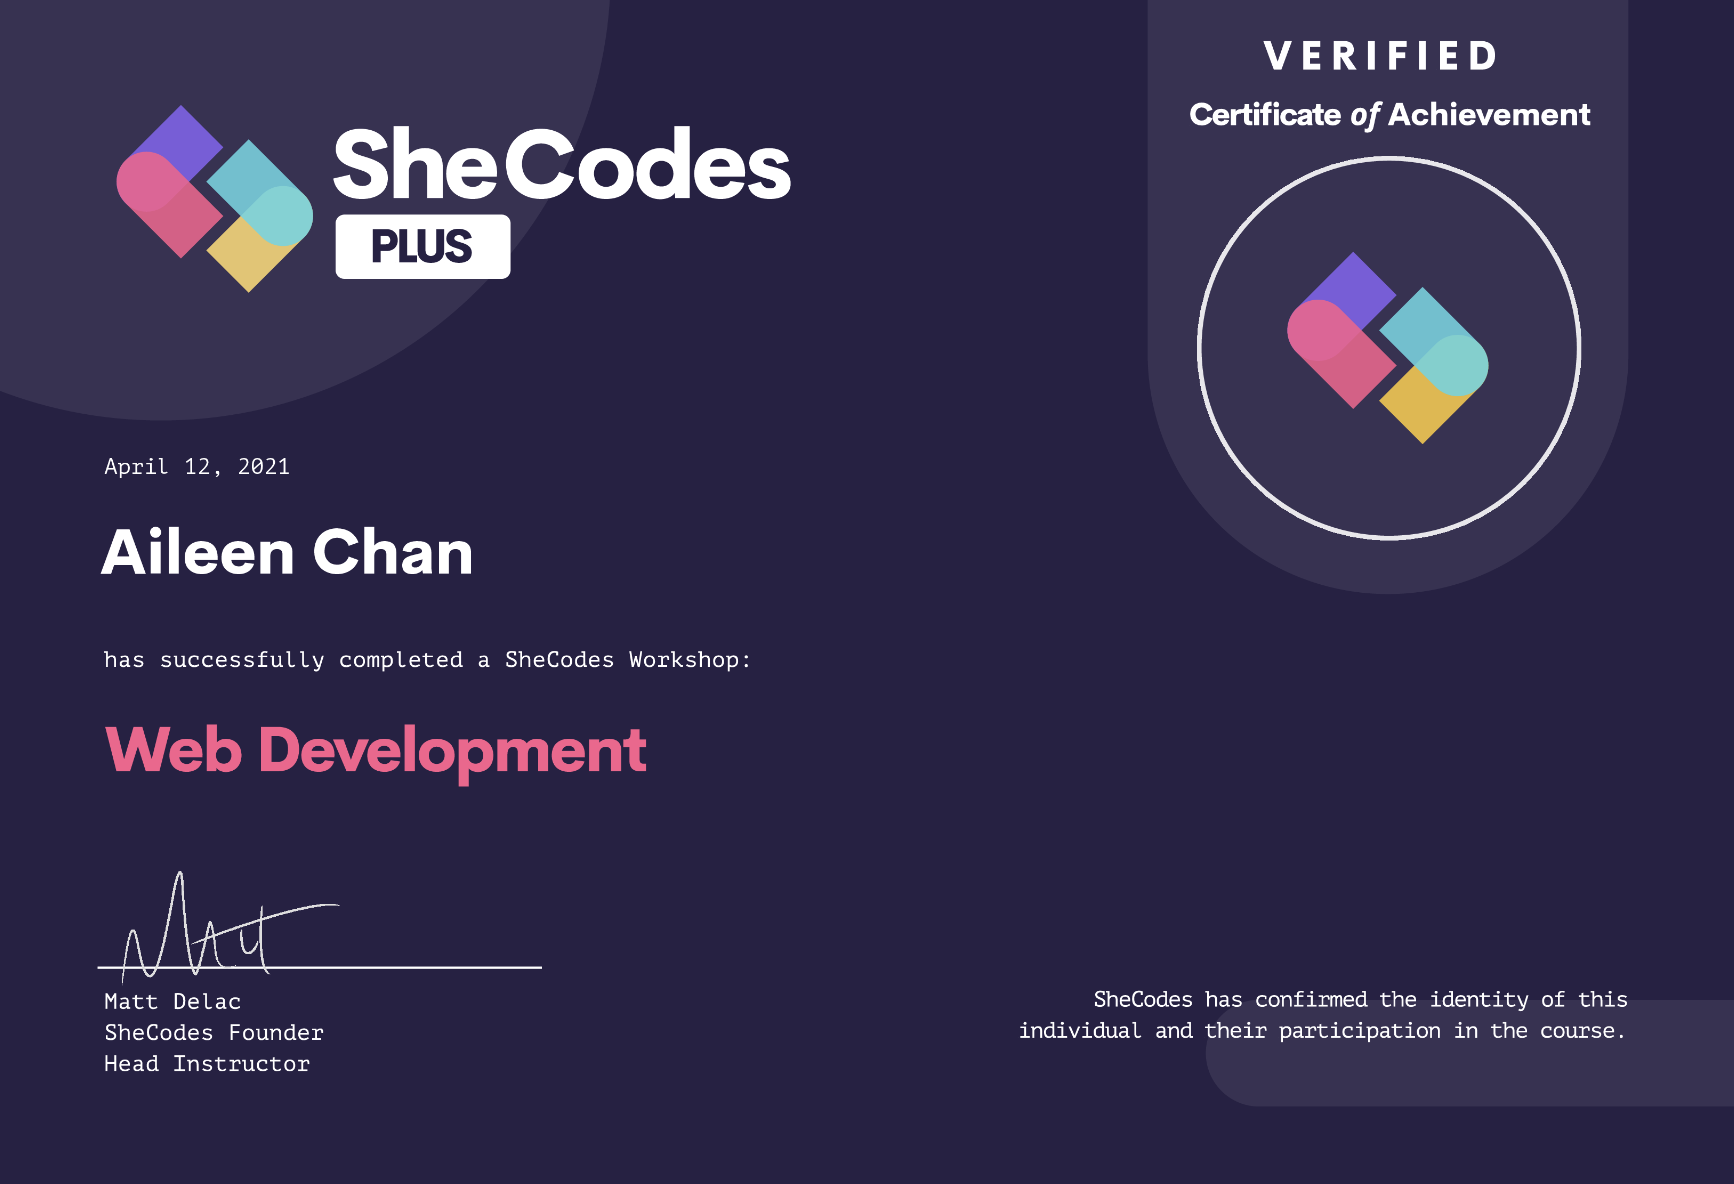 SheCodes
PLUS
VERIFIED
Certificate of Achievement
April 12, 2021
Aileen Chan
has successfully completed a SheCodes Workshop:
Web Development
Matt
Matt Delac
SheCodes Founder
Head Instructor
SheCodes has confirmed the identity of this
individual and their participation in the course.